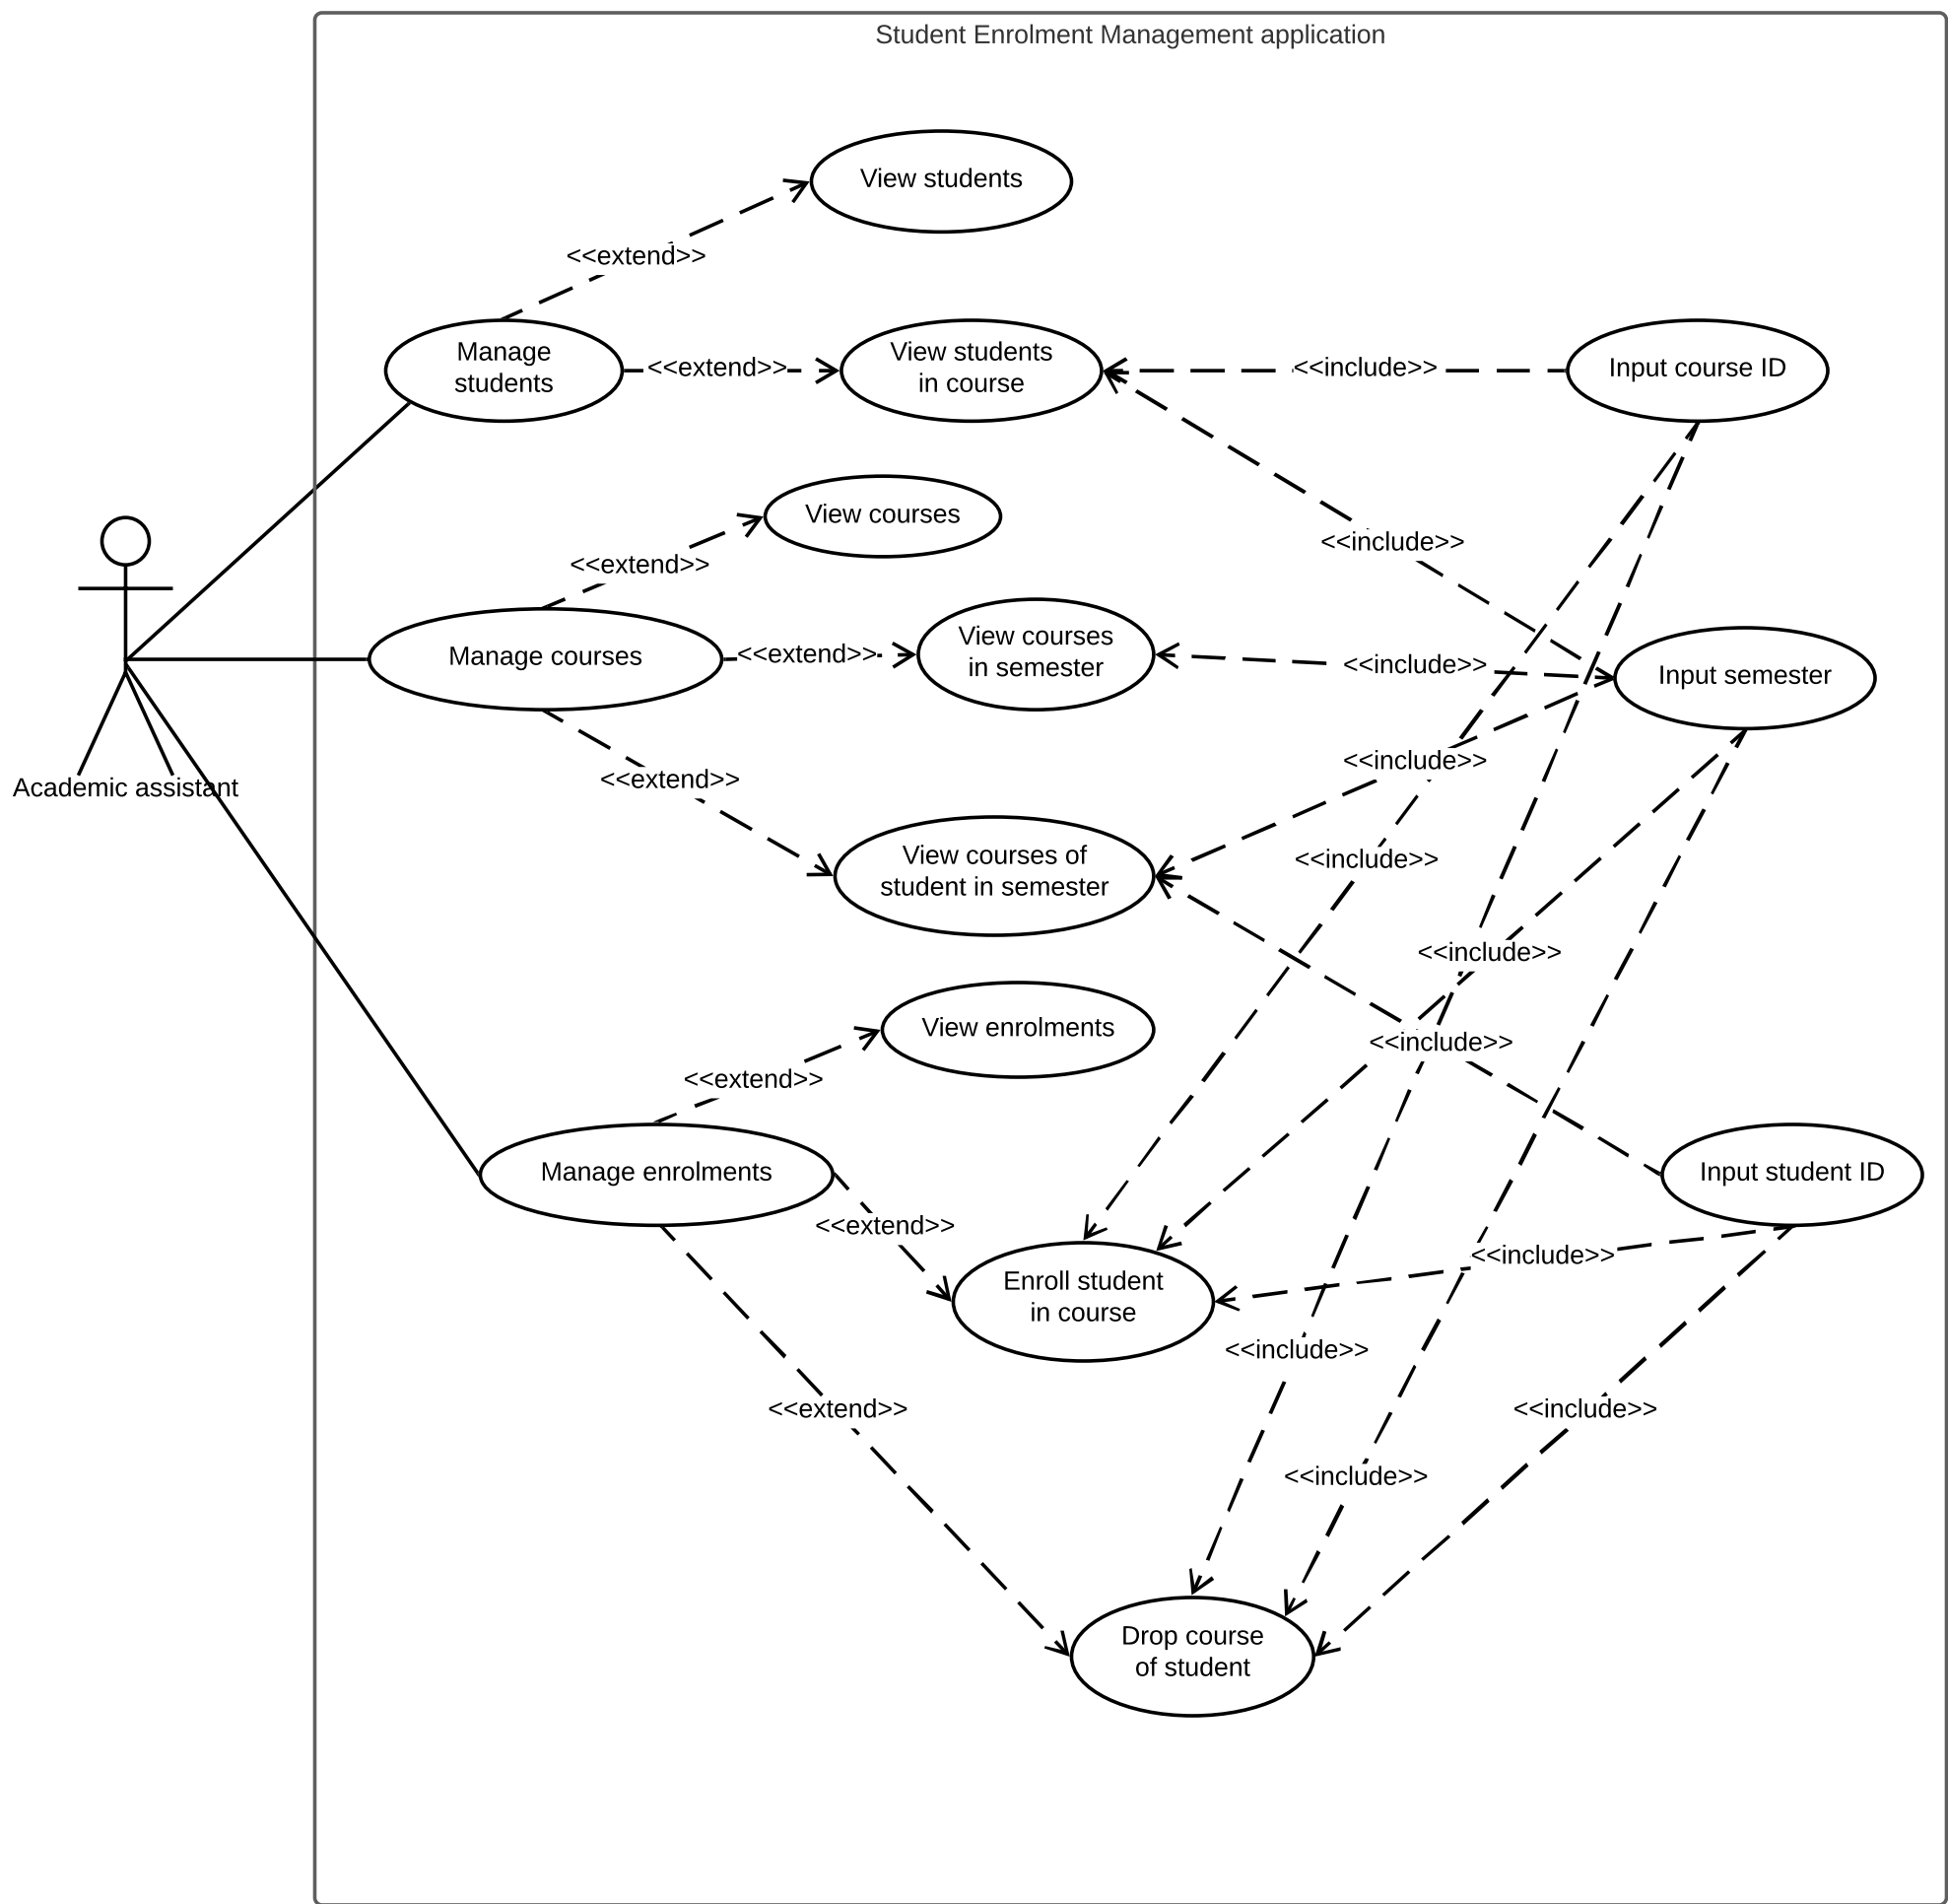 Student Enrolment Management application
View students
<<extend>>
Manage
students
<<extend>>
View students
in course
<<include>>
Input course ID
View courses
<<include>>
<<extend>>
Manage courses
<<extend>>
View courses
in semester
<<include>>
Input semester
<<extend>>
<<include>>
Academic assistant
View courses of
student in semester
<<include>>
<<include>>
View enrolments
<<include>>
<<extend>>
Manage enrolments
Input student ID
<<extend>>
<<include>>
Enroll student
in course
<<include>>
<<extend>>
<<include>>
<<include>>
Drop course
of student